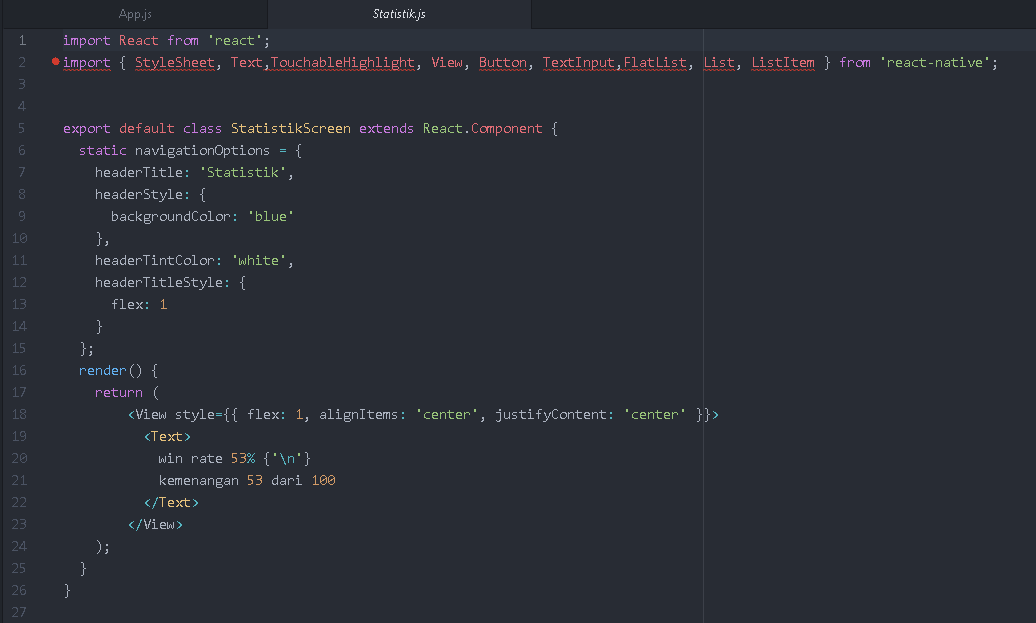 App.js
Statistik.js
1 import React from 'react';
2 import { StyleSheet, Text,TouchableHighlight, View, Button, TextInput,FlatList, List, ListItem } from 'react-native';
3
4
5 export default class StatistikScreen extends React.Component {
6 static navigationOptions = {
7 headerTitle: 'Statistik',
8 headerStyle: {
9 backgroundColor: 'blue'
10 },
11 headerTintColor: 'white',
12 headerTitleStyle: {
13 flex: 1
14 }
15 };
16 render() {
17 return (
18 <View style={{ flex: 1, alignItems: 'center', justifyContent: 'center' }}>
19 <Text>
20 win rate 53% {'\n'}
21 kemenangan 53 dari 100
22 </Text>
23 </View>
24 );
25 }
26 }
27